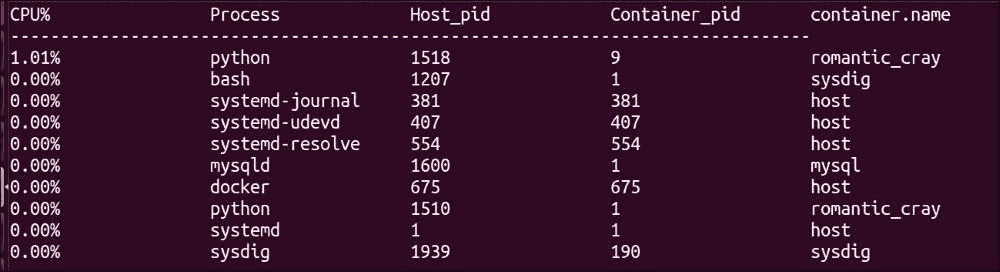 CPU% Process Host_pid Container_pid container.name
--------------------------------------------------------------------------------
1.01% python 1518 9 romantic_cray
0.00% bash 1207 1 sysdig
0.00% systemd-journal 381 381 host
0.00% systemd-udevd 407 407 host
0.00% systemd-resolve 554 554 host
0.00% mysqld 1600 1 mysql
0.00% docker 675 675 host
0.00% python 1510 1 romantic_cray
0.00% systemd 1 1 host
0.00% sysdig 1939 190 sysdig